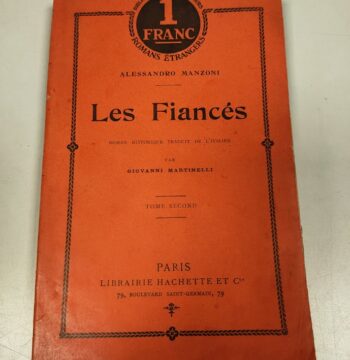 1
FRANC
ROMANS ÉTRANGERS
ALESSANDRO MANZONI
Les Fiancés
ROMAN HISTORIQUE TRADUIT DE L'ITALIEN
PAR
GIOVANNI MARTINELLI
TOME SECOND
PARIS
LIBRAIRIE HACHETTE ET Cie
79, BOULEVARD SAINT-GERMAIN, 79